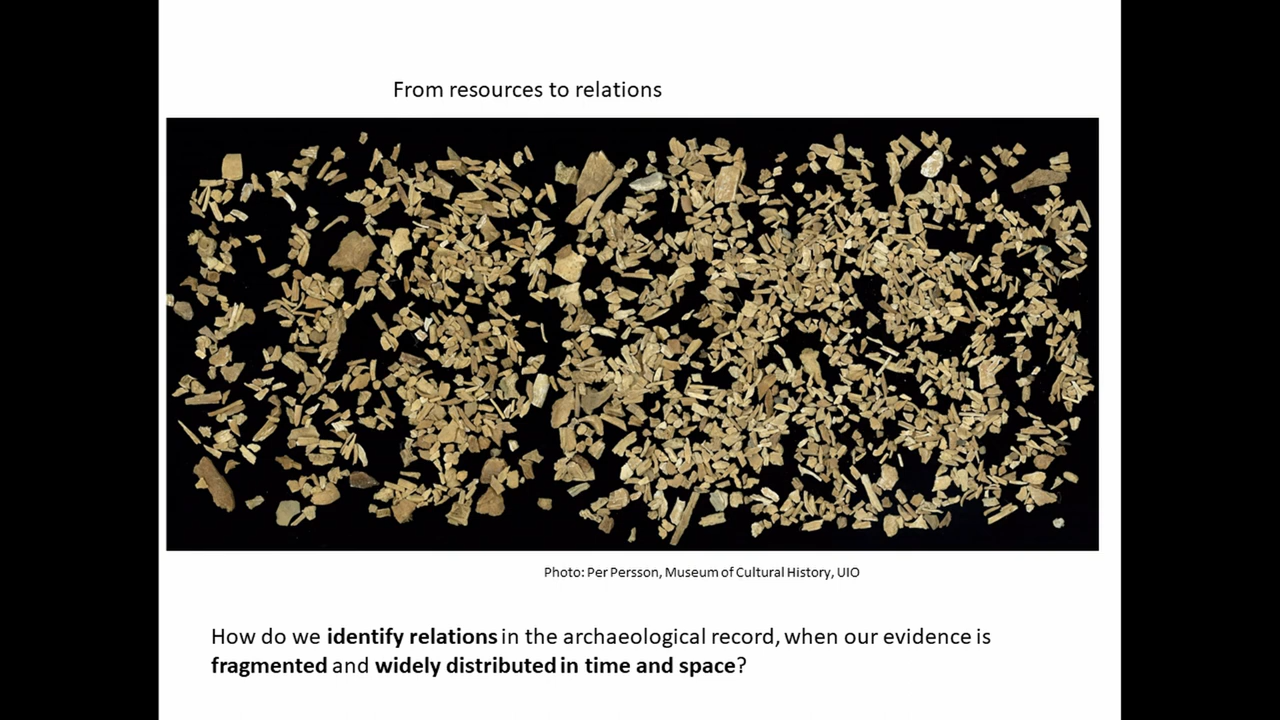 From resources to relations
Photo: Per Persson, Museum of Cultural History, UIO
How do we identify relations in the archaeological record, when our evidence is
fragmented and widely distributed in time and space?